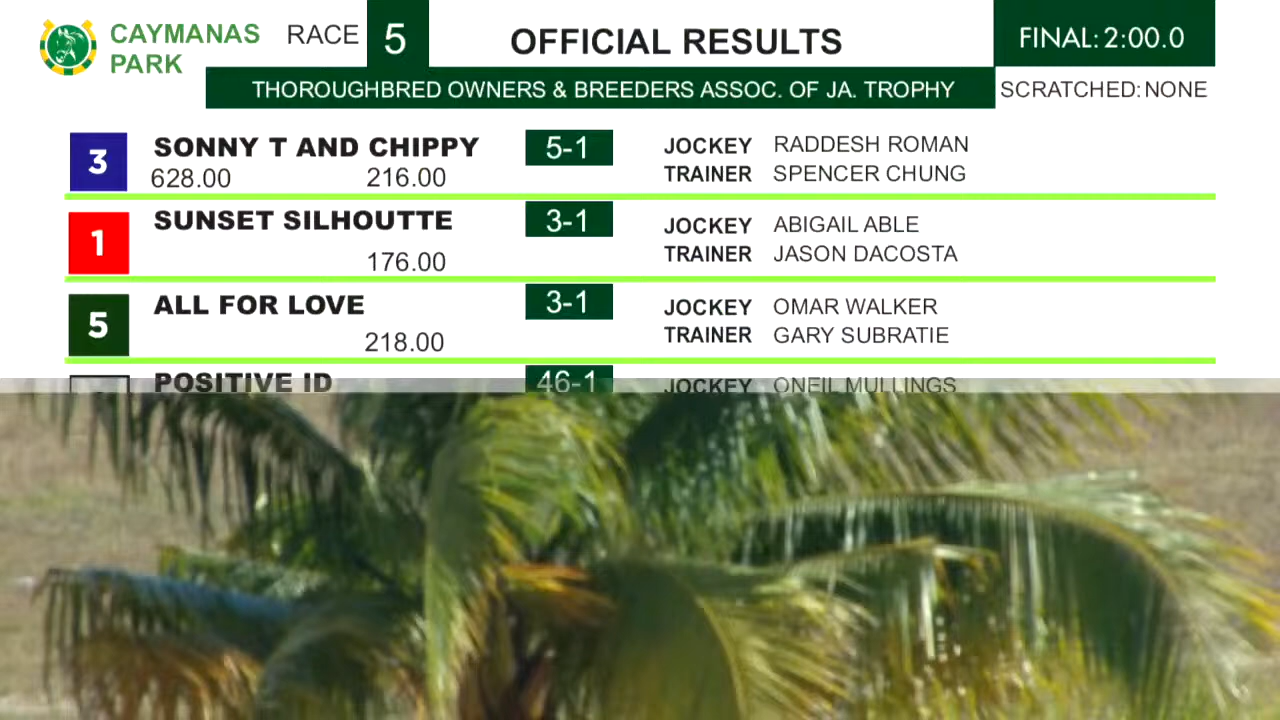 CAYMANAS PARK
RACE 5
OFFICIAL RESULTS
FINAL: 2:00.0
THOROUGHBRED OWNERS & BREEDERS ASSOC. OF JA. TROPHY
SCRATCHED: NONE
3 SONNY T AND CHIPPY 5-1 JOCKEY RADDESH ROMAN
628.00 216.00 TRAINER SPENCER CHUNG
1 SUNSET SILHOUTTE 3-1 JOCKEY ABIGAIL ABLE
176.00 TRAINER JASON DACOSTA
5 ALL FOR LOVE 3-1 JOCKEY OMAR WALKER
218.00 TRAINER GARY SUBRATIE
POSITIVE ID 46-1 JOCKEY ONEIL MULLINGS